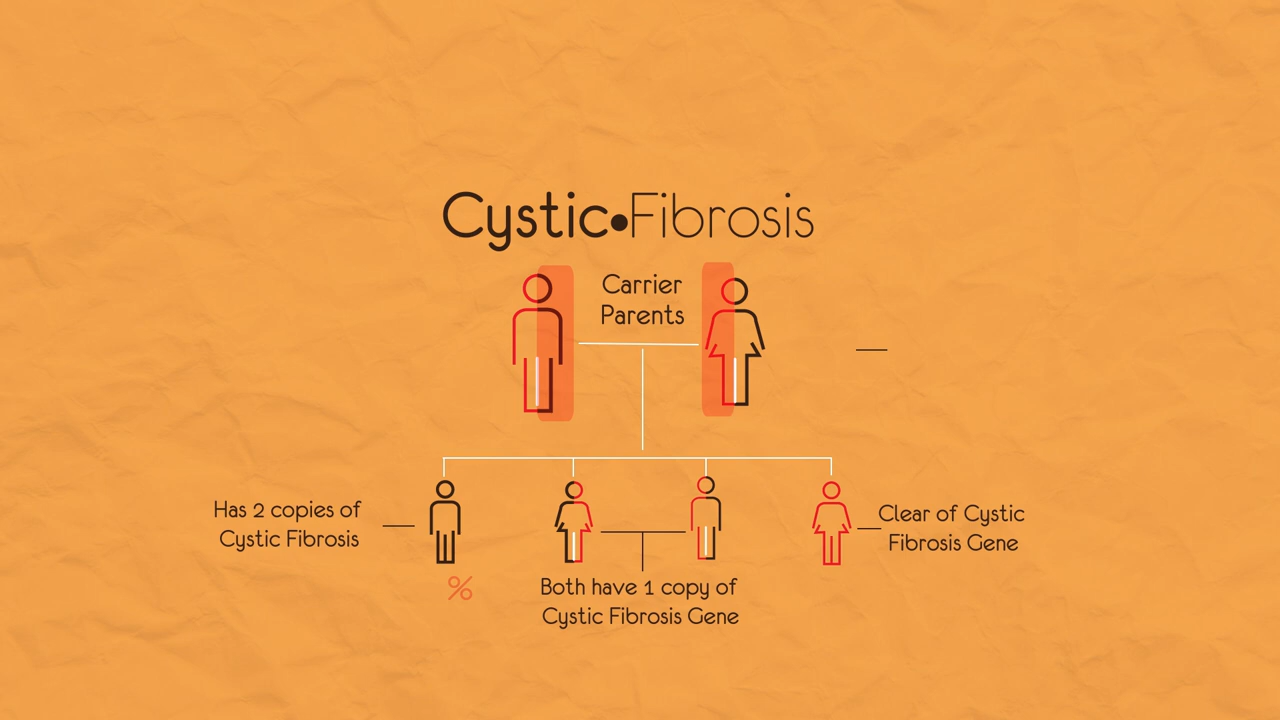 Cystic•Fibrosis
Carrier
Parents
Has 2 copies of
Cystic Fibrosis
Clear of Cystic
Fibrosis Gene
%
Both have 1 copy of
Cystic Fibrosis Gene